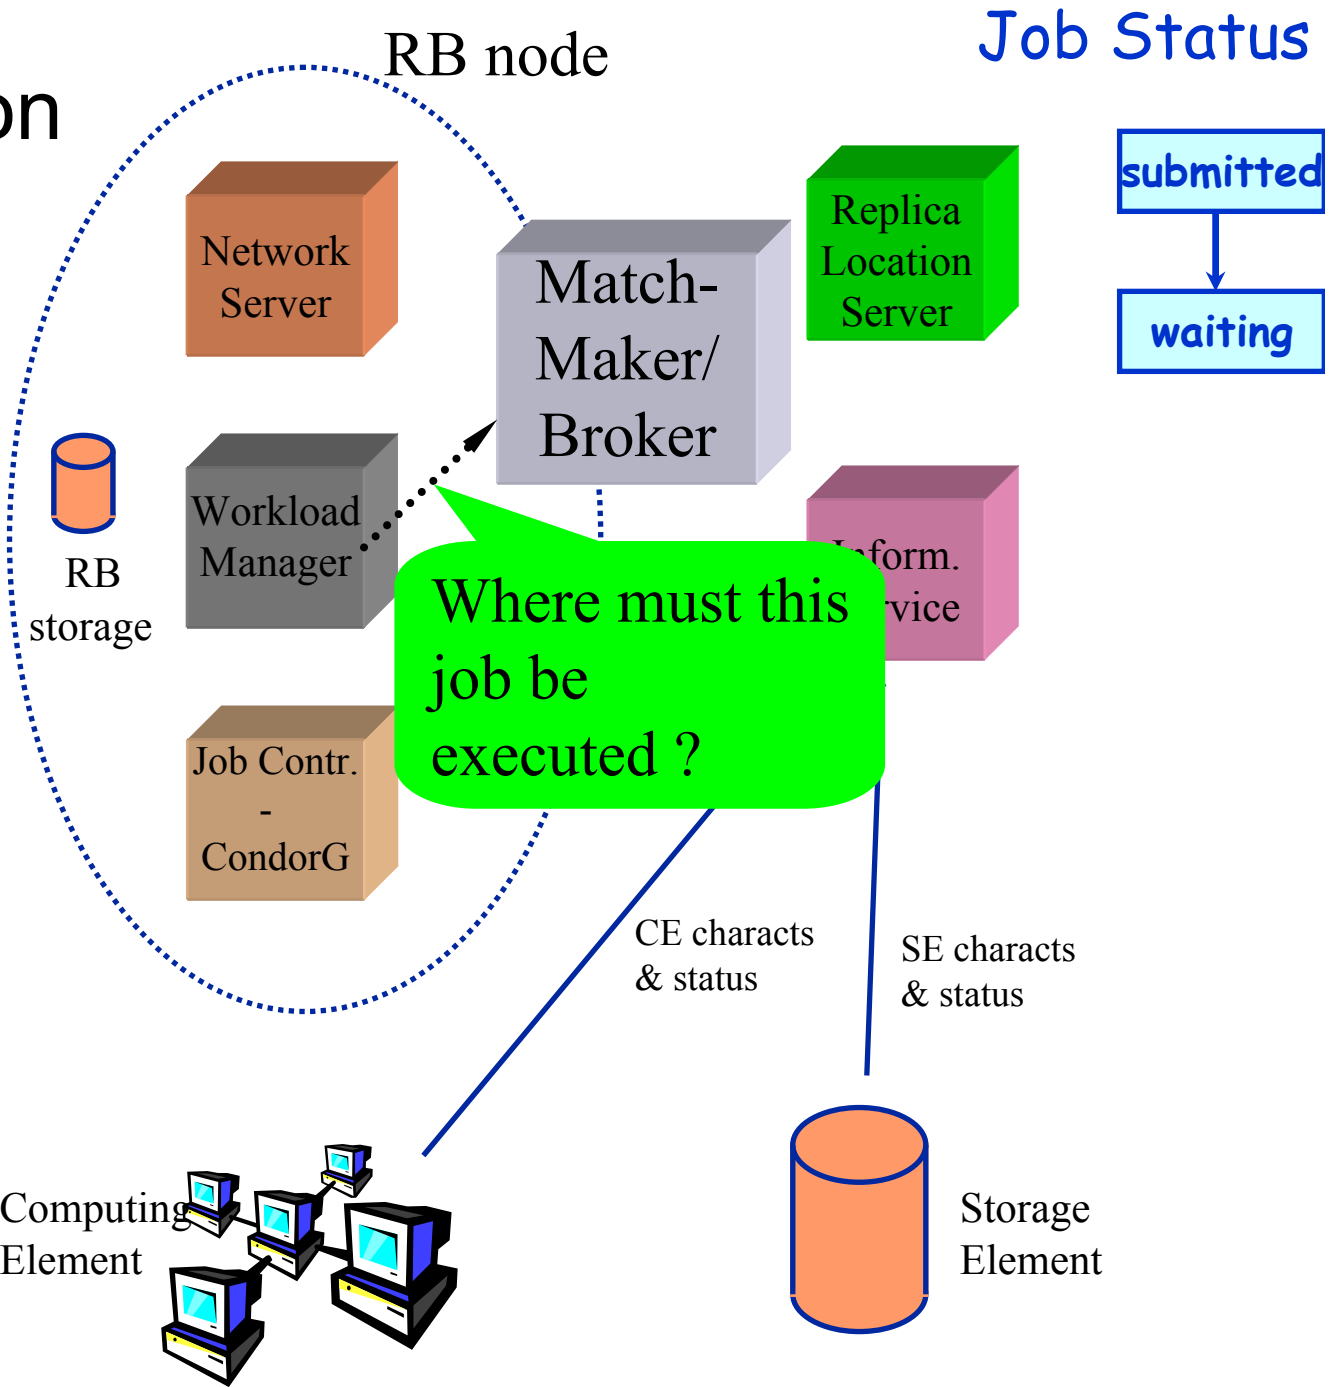 RB node
Job Status
on
submitted
Network
Server
Match-
Maker/
Broker
Replica
Location
Server
waiting
Workload
Manager
RB
storage
Where must this
job be
executed ?
form.
rvice
Job Contr.
-
CondorG
CE characts
& status
SE characts
& status
Computing
Element
Storage
Element